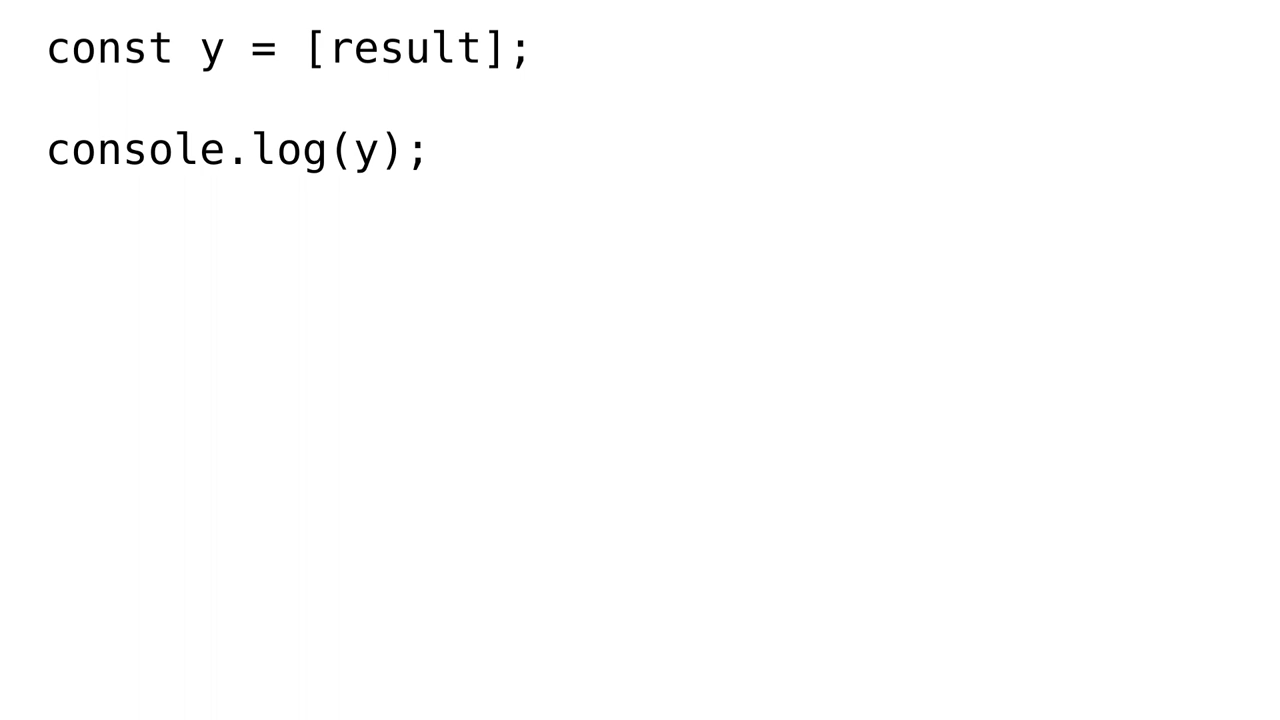 const y = [result];
console.log(y);